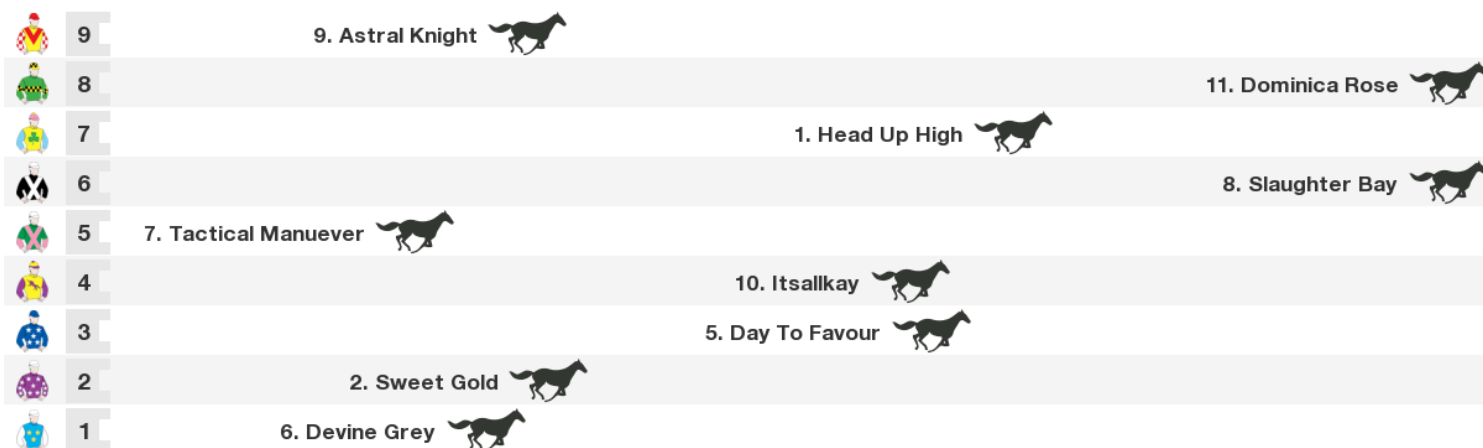 9 9. Astral Knight
8 11. Dominica Rose
7 1. Head Up High
6 8. Slaughter Bay
5 7. Tactical Manuever
4 10. Itsallkay
3 5. Day To Favour
2 2. Sweet Gold
1 6. Devine Grey